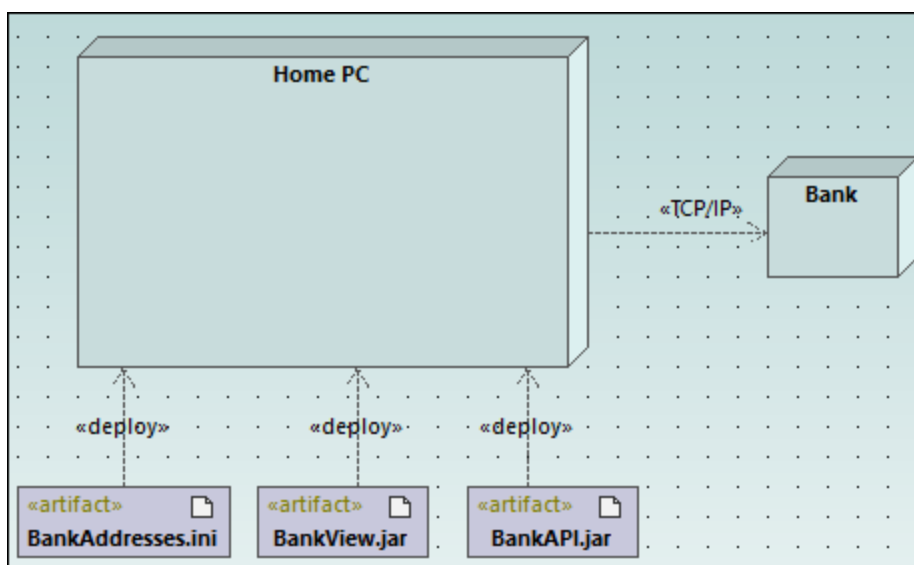 Home PC
Bank
«TCP/IP»
«deploy»
«deploy»
«deploy»
«artifact»
BankAddresses.ini
«artifact»
BankView.jar
«artifact»
BankAPI.jar